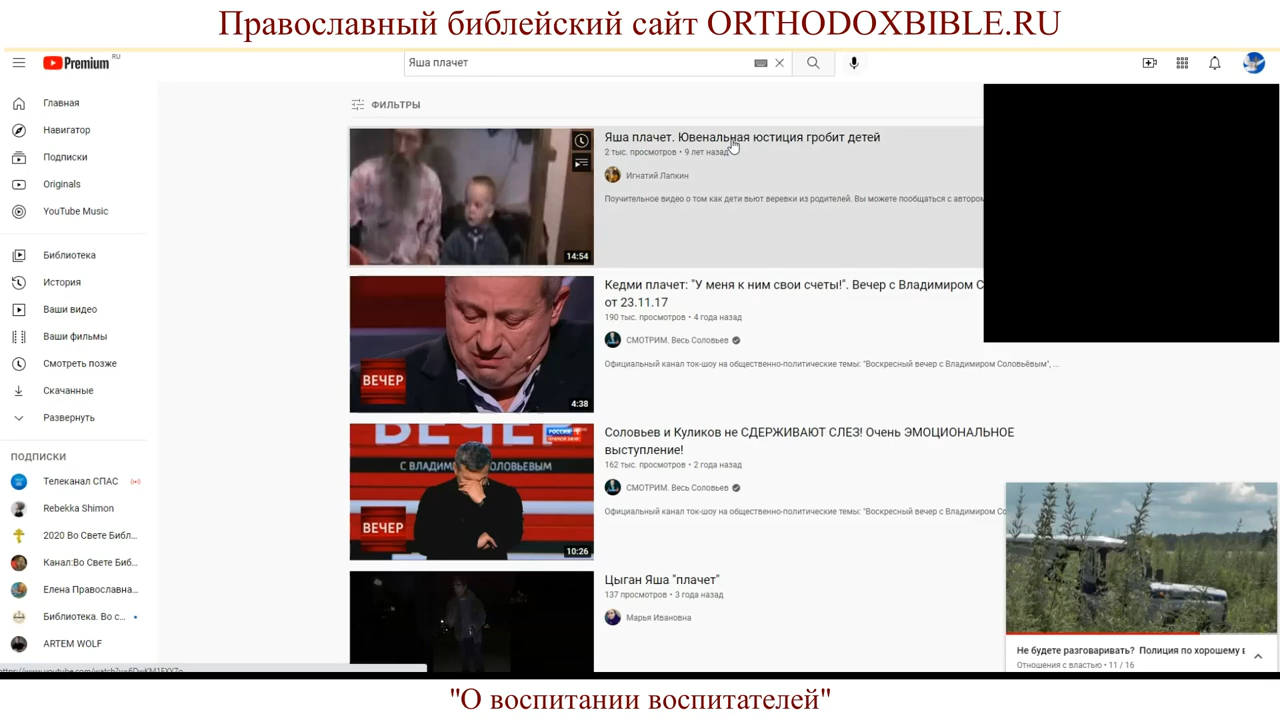 Православный библейский сайт ORTHODOXBIBLE.RU
Premium RU
Яша плачет
Главная
Навигатор
Подписки
Originals
YouTube Music
Библиотека
История
Ваши видео
Ваши фильмы
Смотреть позже
Скачанные
Развернуть
ПОДПИСКИ
Телеканал СПАС
Rebekka Shimon
2020 Во Свете Библ...
Канал:Во Свете Биб...
Елена Православна...
Библиотека. Во с...
ARTEM WOLF
ФИЛЬТРЫ
Яша плачет. Ювенальная юстиция гробит детей
2 тыс. просмотров • 9 лет назад
Игнатий Лапкин
Поучительное видео о том как дети вьют веревки из родителей. Вы можете пообщаться с автором
14:54
Кедми плачет: "У меня к ним свои счеты!". Вечер с Владимиром С
от 23.11.17
190 тыс. просмотров • 4 года назад
СМОТРИМ. Весь Соловьев
Официальный канал ток-шоу на общественно-политические темы: "Воскресный вечер с Владимиром Соловьёвым", ...
ВЕЧЕР
4:38
Соловьев и Куликов не СДЕРЖИВАЮТ СЛЕЗ! Очень ЭМОЦИОНАЛЬНОЕ
выступление!
162 тыс. просмотров • 2 года назад
СМОТРИМ. Весь Соловьев
Официальный канал ток-шоу на общественно-политические темы: "Воскресный вечер с Владимиром Со
ВЕЧЕР
РОССИЯ
С ВЛАДИМ ОЛОВЬЕВЫМ
ВЕЧЕР
10:26
Цыган Яша "плачет"
137 просмотров • 3 года назад
Марья Ивановна
Не будете разговаривать? Полиция по хорошему
Отношения с властью • 11 / 16
"О воспитании воспитателей"